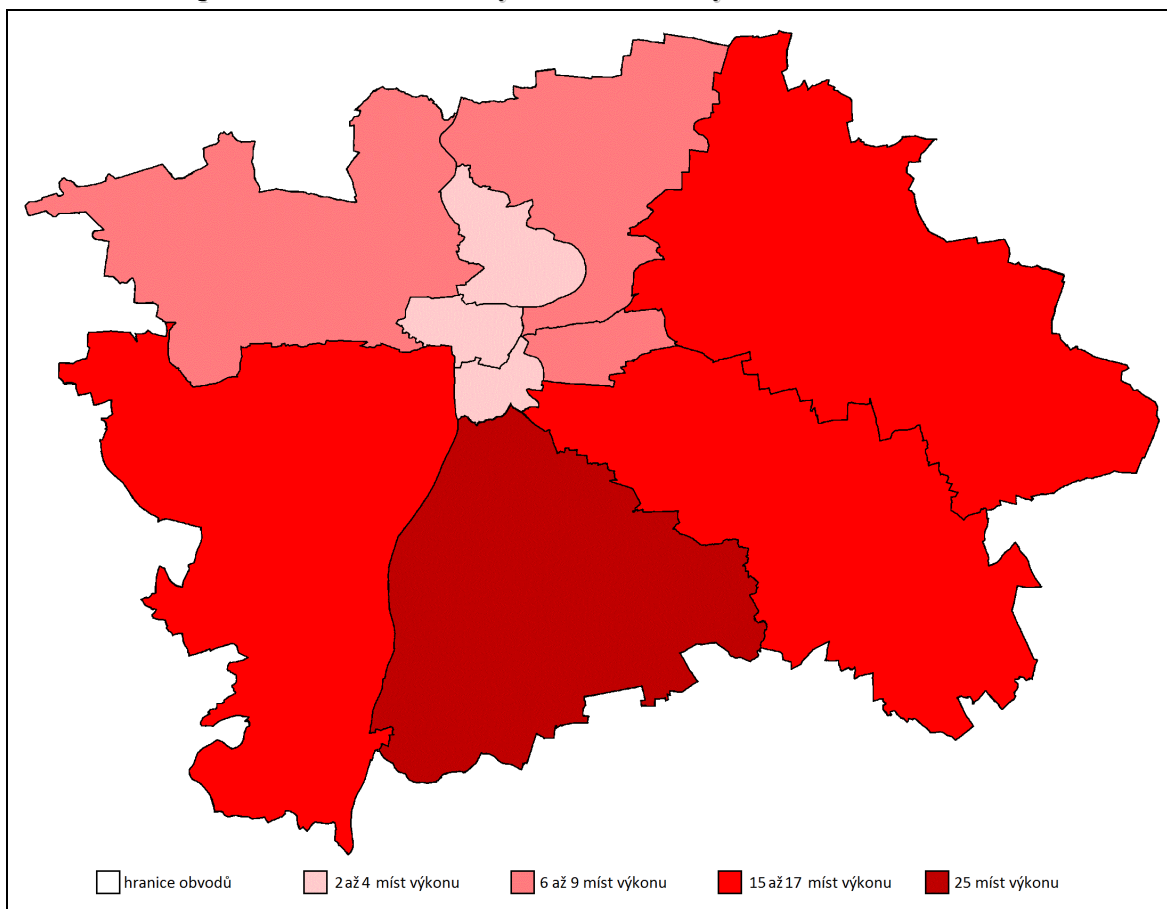 hranice obvodů
2 až 4 míst výkonu
6 až 9 míst výkonu
15 až 17 míst výkonu
25 míst výkonu